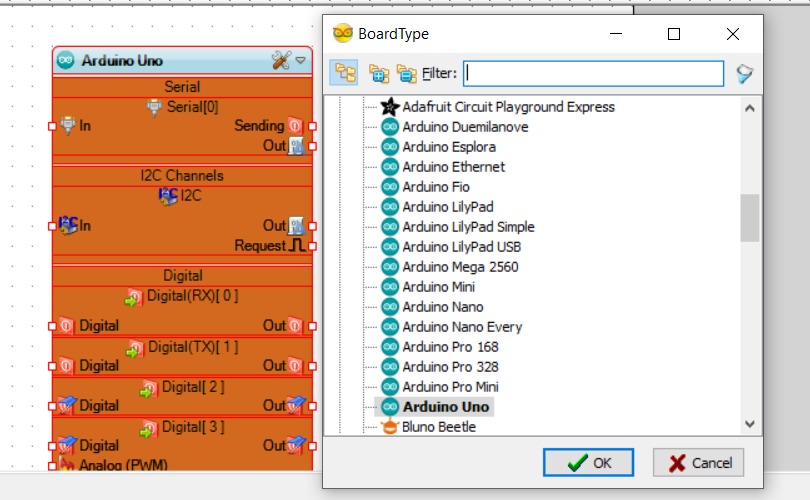 Arduino Uno
Serial
Serial[0]
In
Sending
Out
I2C Channels
I2C
I2C
In
Out
Request
Digital
Digital(RX)[ 0 ]
Digital
Out
Digital(TX)[ 1 ]
Digital
Out
Digital[ 2 ]
Digital
Out
Digital[ 3 ]
Digital
Out
Analog (PWM)
BoardType
Filter:
Adafruit Circuit Playground Express
Arduino Duemilanove
Arduino Esplora
Arduino Ethernet
Arduino Fio
Arduino LilyPad
Arduino LilyPad Simple
Arduino LilyPad USB
Arduino Mega 2560
Arduino Mini
Arduino Nano
Arduino Nano Every
Arduino Pro 168
Arduino Pro 328
Arduino Pro Mini
Arduino Uno
Bluno Beetle
OK
Cancel